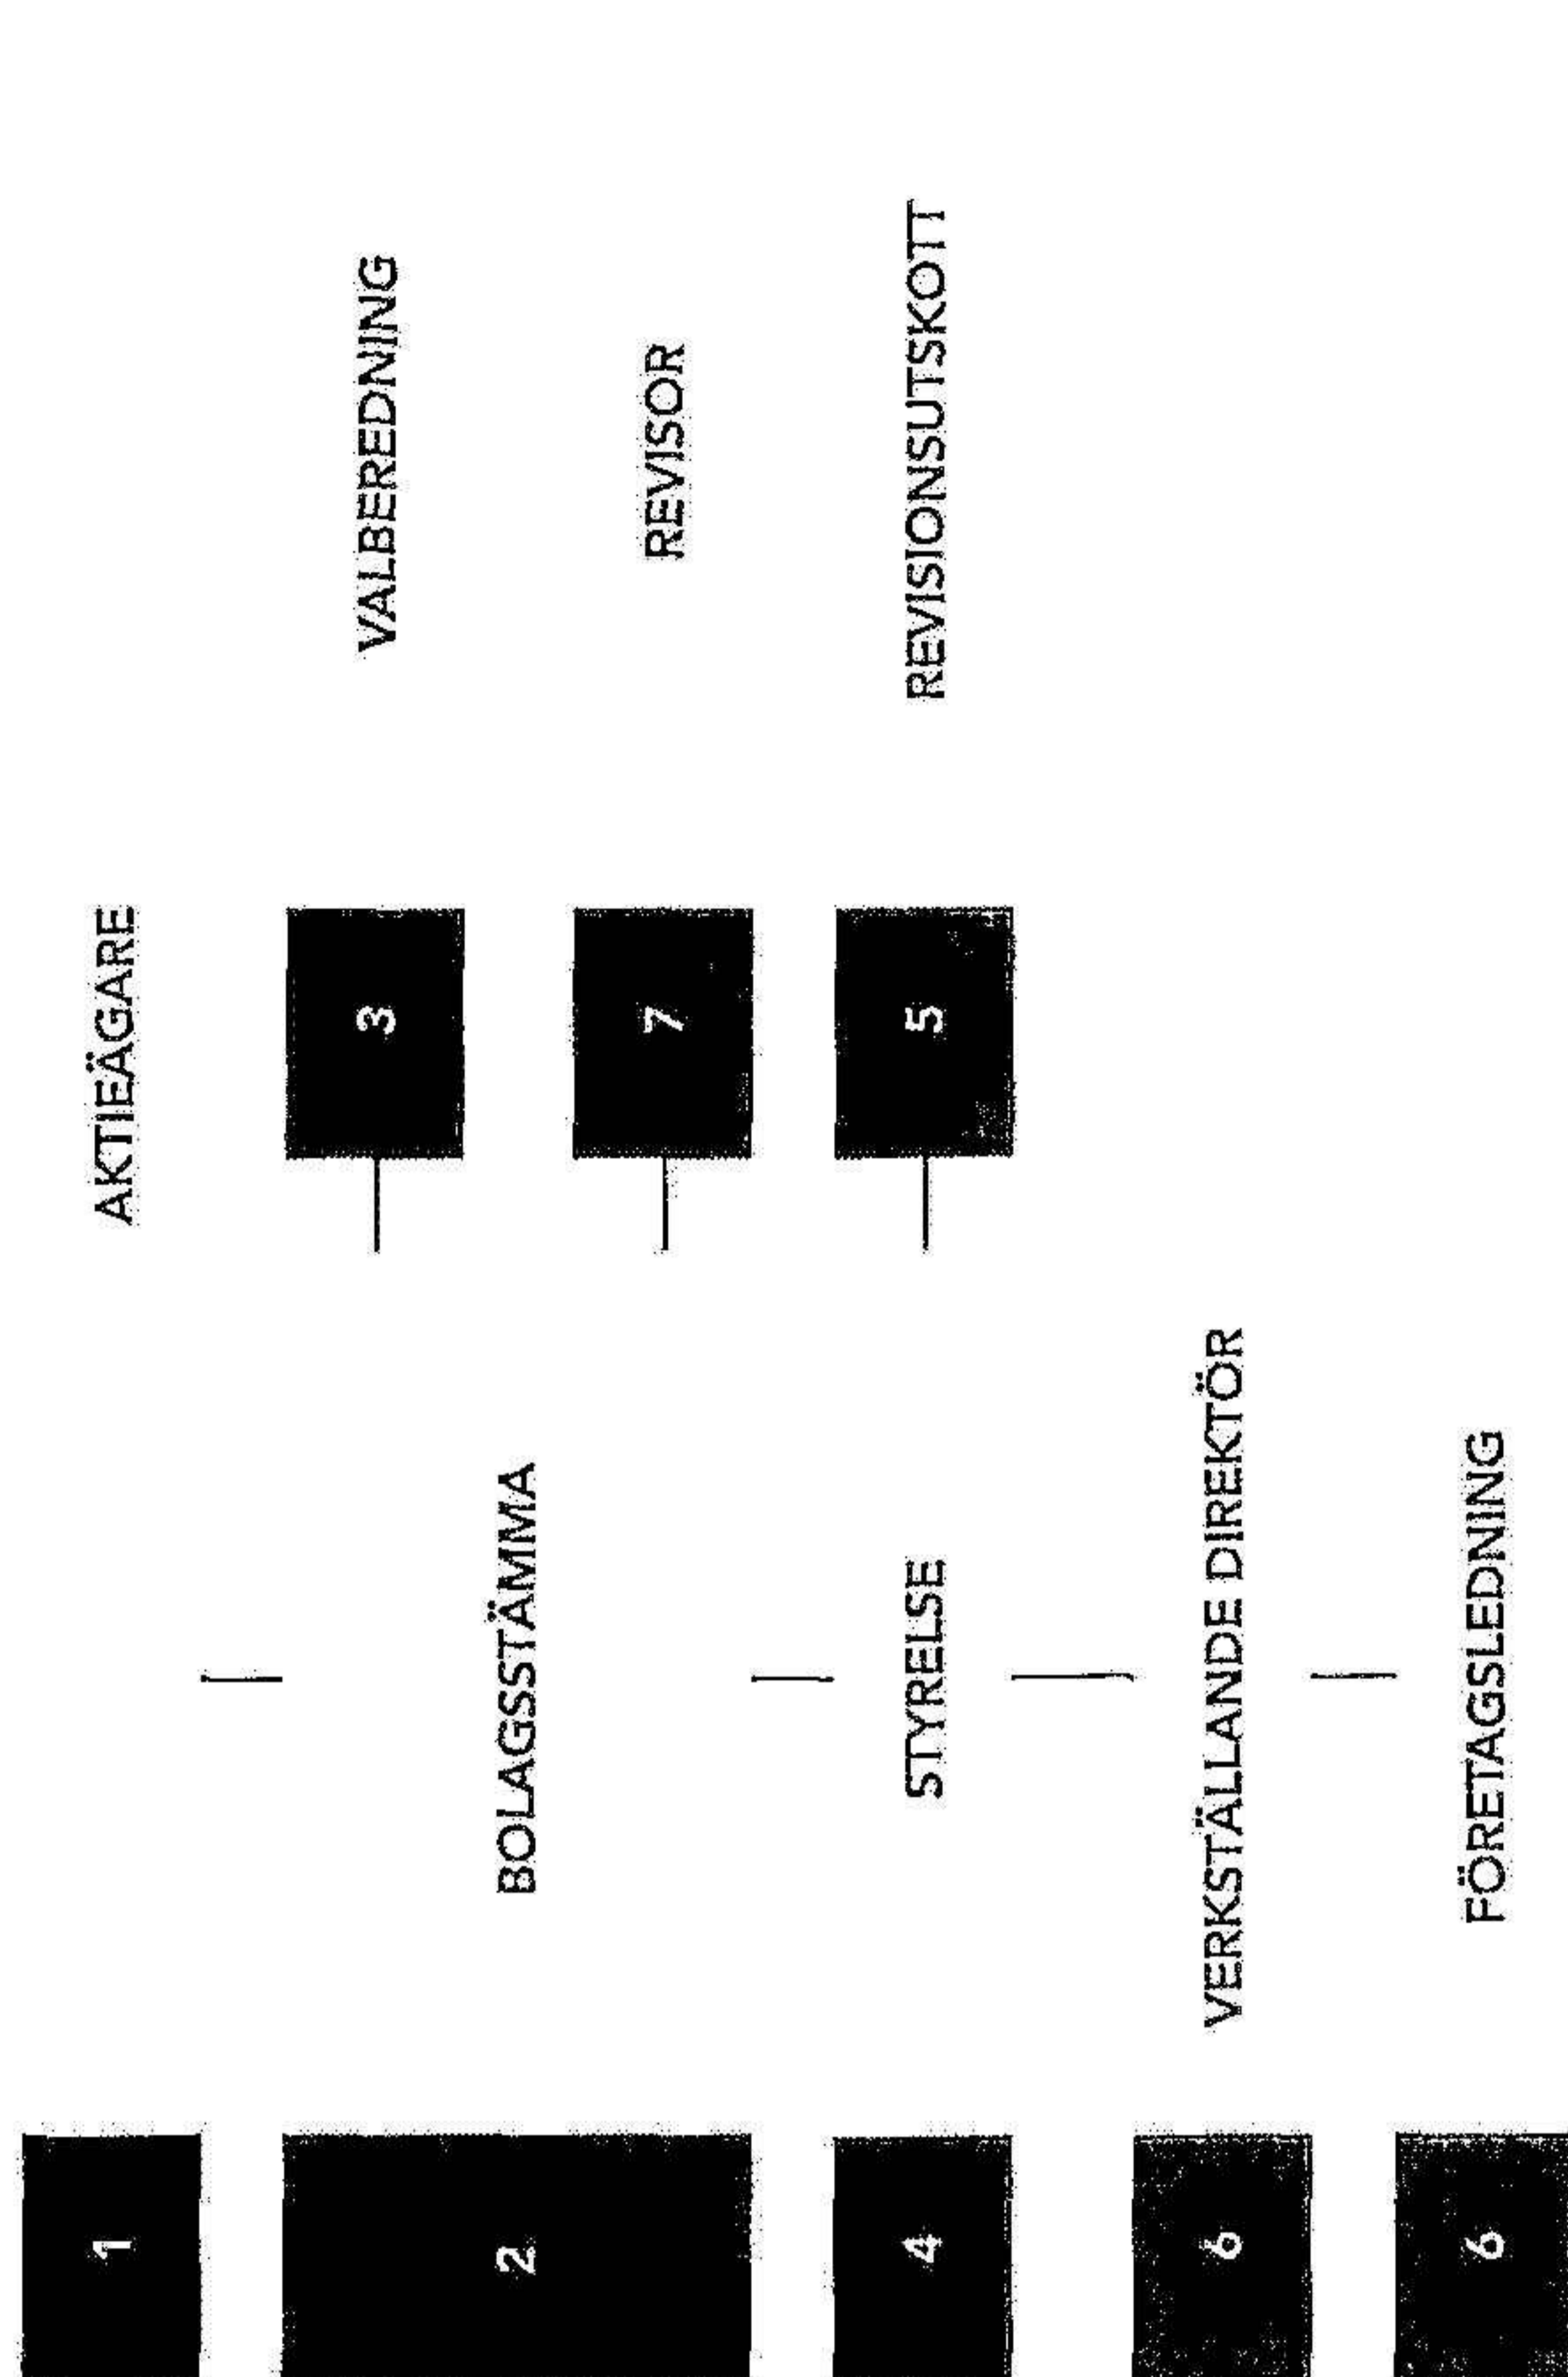 1 AKTIEÄGARE
2 BOLAGSSTÄMMA
3 VALBEREDNING
7 REVISOR
4 STYRELSE
5 REVISIONSUTSKOTT
6 VERKSTÄLLANDE DIREKTÖR
6 FÖRETAGSLEDNING